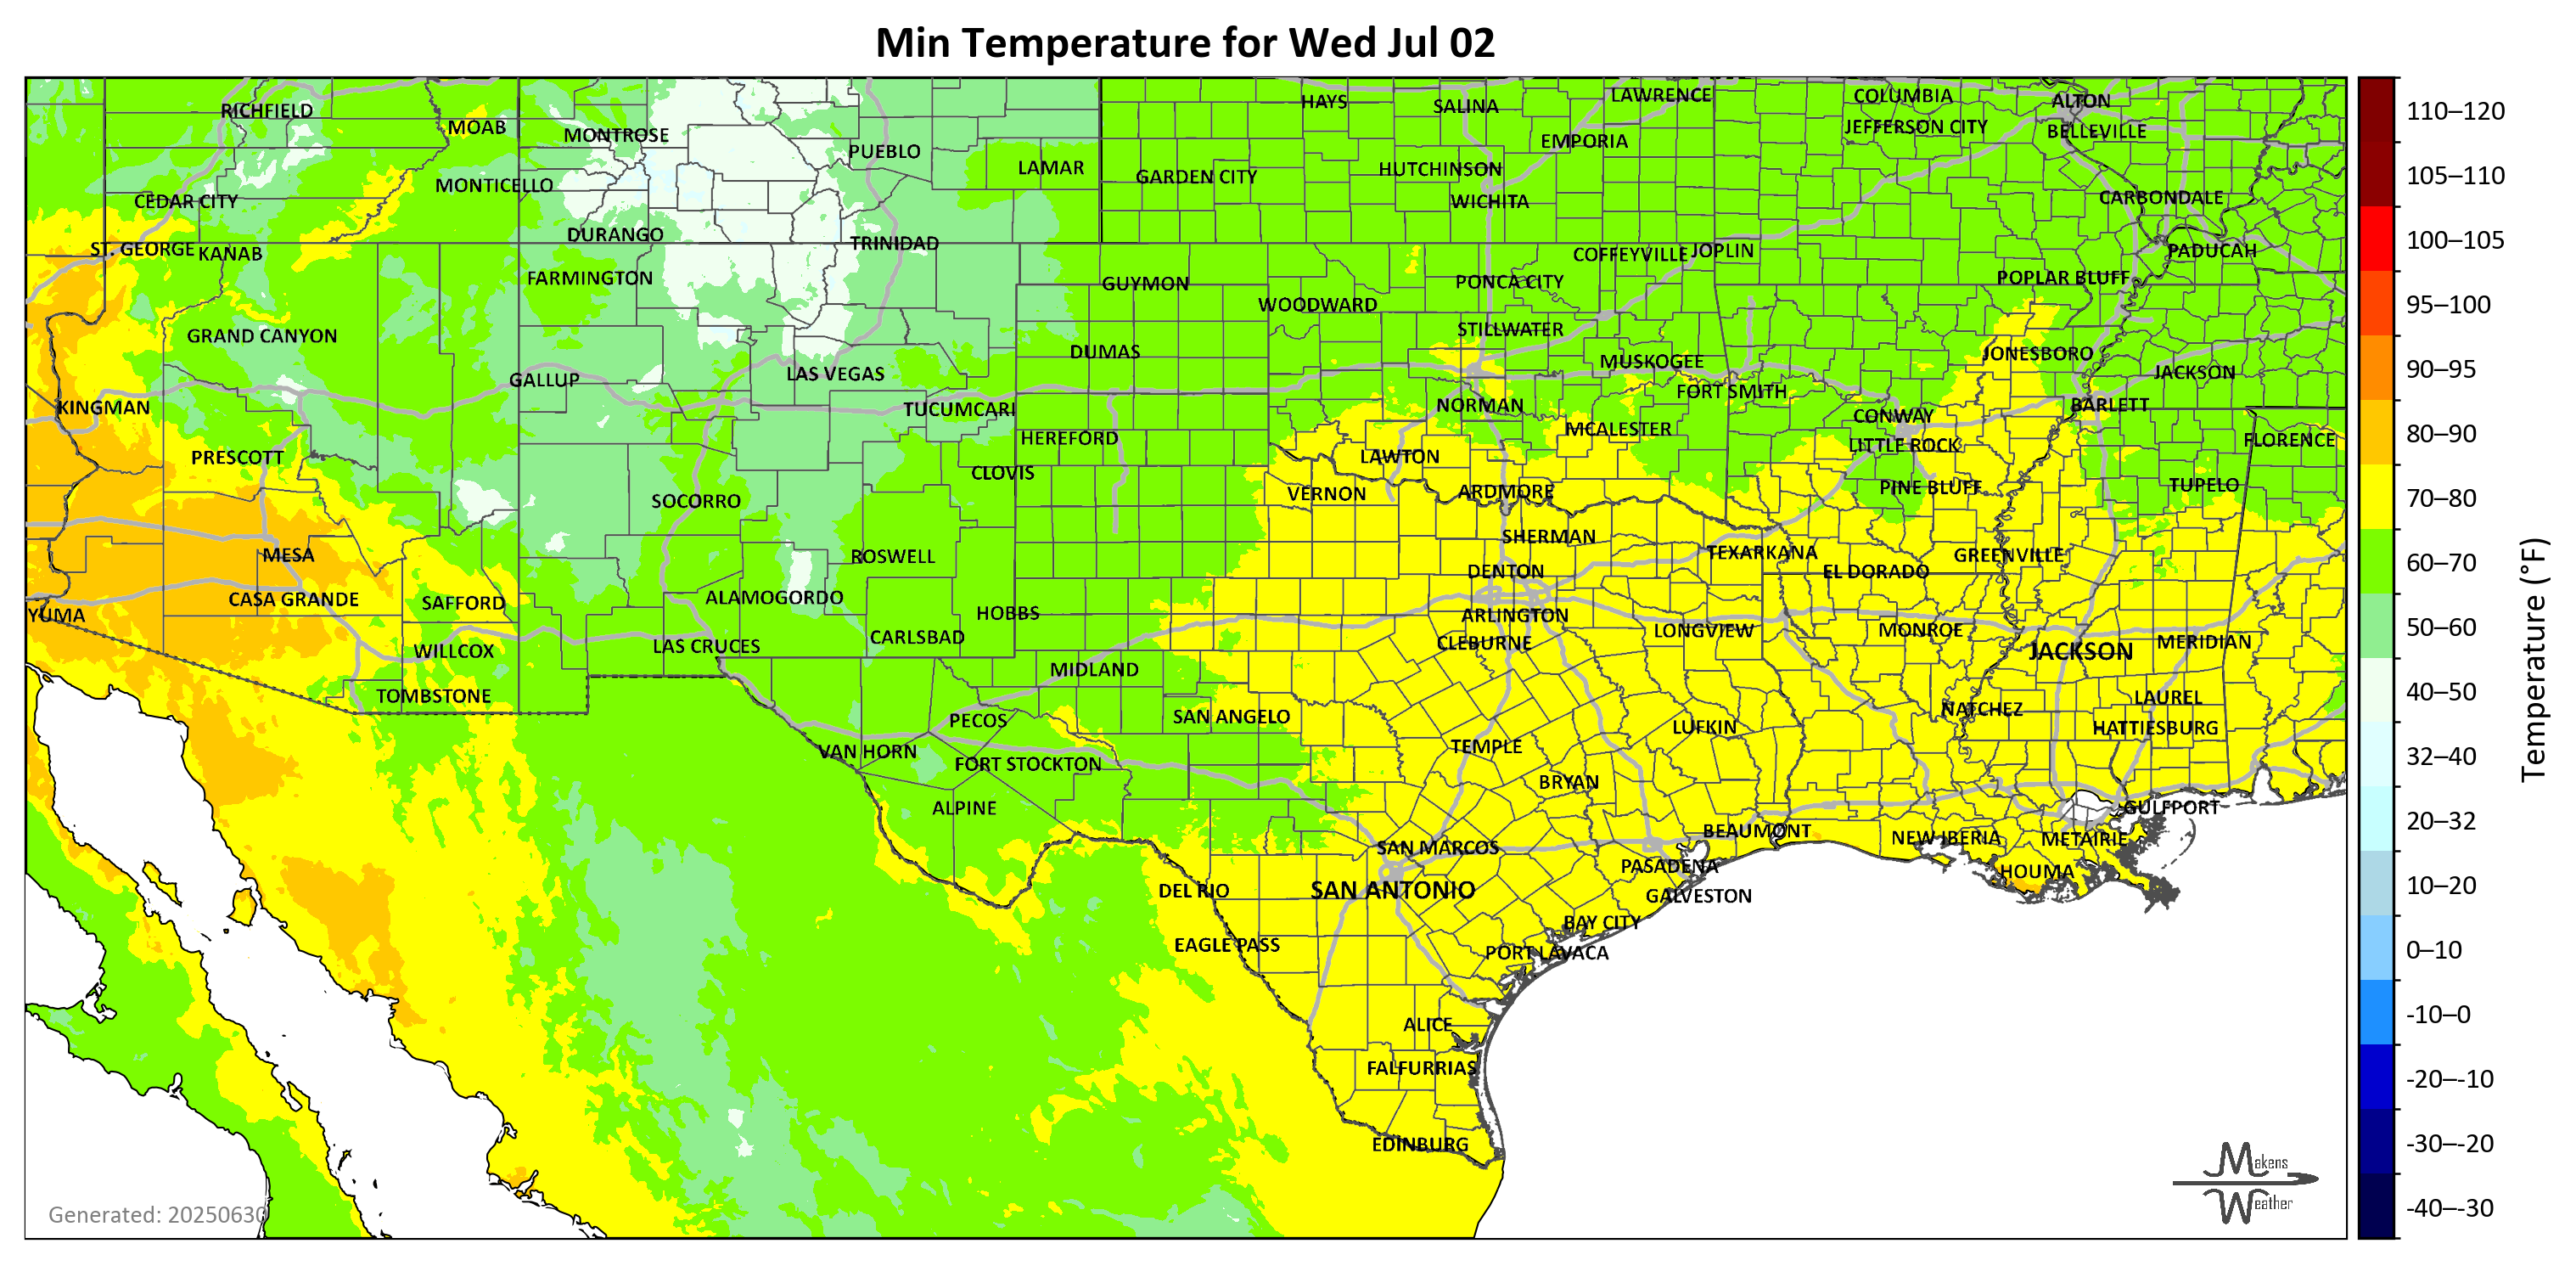 Min Temperature for Wed Jul 02
RICHFIELD
MOAB
MONTROSE
PUEBLO
LAMAR
HAYS
SALINA
LAWRENCE
COLUMBIA
ALTON
JEFFERSON CITY
BELLEVILLE
EMPORIA
GARDEN CITY
HUTCHINSON
WICHITA
CARBONDALE
MONTICELLO
CEDAR CITY
DURANGO
TRINIDAD
ST. GEORGE
KANAB
FARMINGTON
GUYMON
COFFEYVILLE
JOPLIN
PADUCAH
POPLAR BLUFF
PONCA CITY
WOODWARD
STILLWATER
GRAND CANYON
DUMAS
MUSKOGEE
JONESBORO
JACKSON
LAS VEGAS
GALLUP
FORT SMITH
KINGMAN
TUCUMCARI
NORMAN
CONWAY
BARLETT
HEREFORD
MCALESTER
LITTLE ROCK
FLORENCE
PRESCOTT
CLOVIS
LAWTON
VERNON
ARDMORE
PINE BLUFF
TUPELO
SOCORRO
SHERMAN
MESA
ROSWELL
TEXARKANA
GREENVILLE
DENTON
EL DORADO
CASA GRANDE
SAFFORD
ALAMOGORDO
HOBBS
ARLINGTON
YUMA
CARLSBAD
CLEBURNE
LONGVIEW
MONROE
MERIDIAN
WILLCOX
LAS CRUCES
JACKSON
MIDLAND
TOMBSTONE
LAUREL
PECOS
SAN ANGELO
NATCHEZ
LUFKIN
HATTIESBURG
VAN HORN
TEMPLE
FORT STOCKTON
BRYAN
ALPINE
GULFPORT
BEAUMONT
NEW IBERIA
METAIRIE
SAN MARCOS
PASADENA
HOUMA
DEL RIO
SAN ANTONIO
GALVESTON
BAY CITY
EAGLE PASS
PORT LAVACA
ALICE
FALFURRIAS
EDINBURG
Generated: 20250630
Makens
Weather
110–120
105–110
100–105
95–100
90–95
80–90
70–80
60–70
50–60
40–50
32–40
20–32
10–20
0–10
-10–0
-20–-10
-30–-20
-40–-30
Temperature (°F)